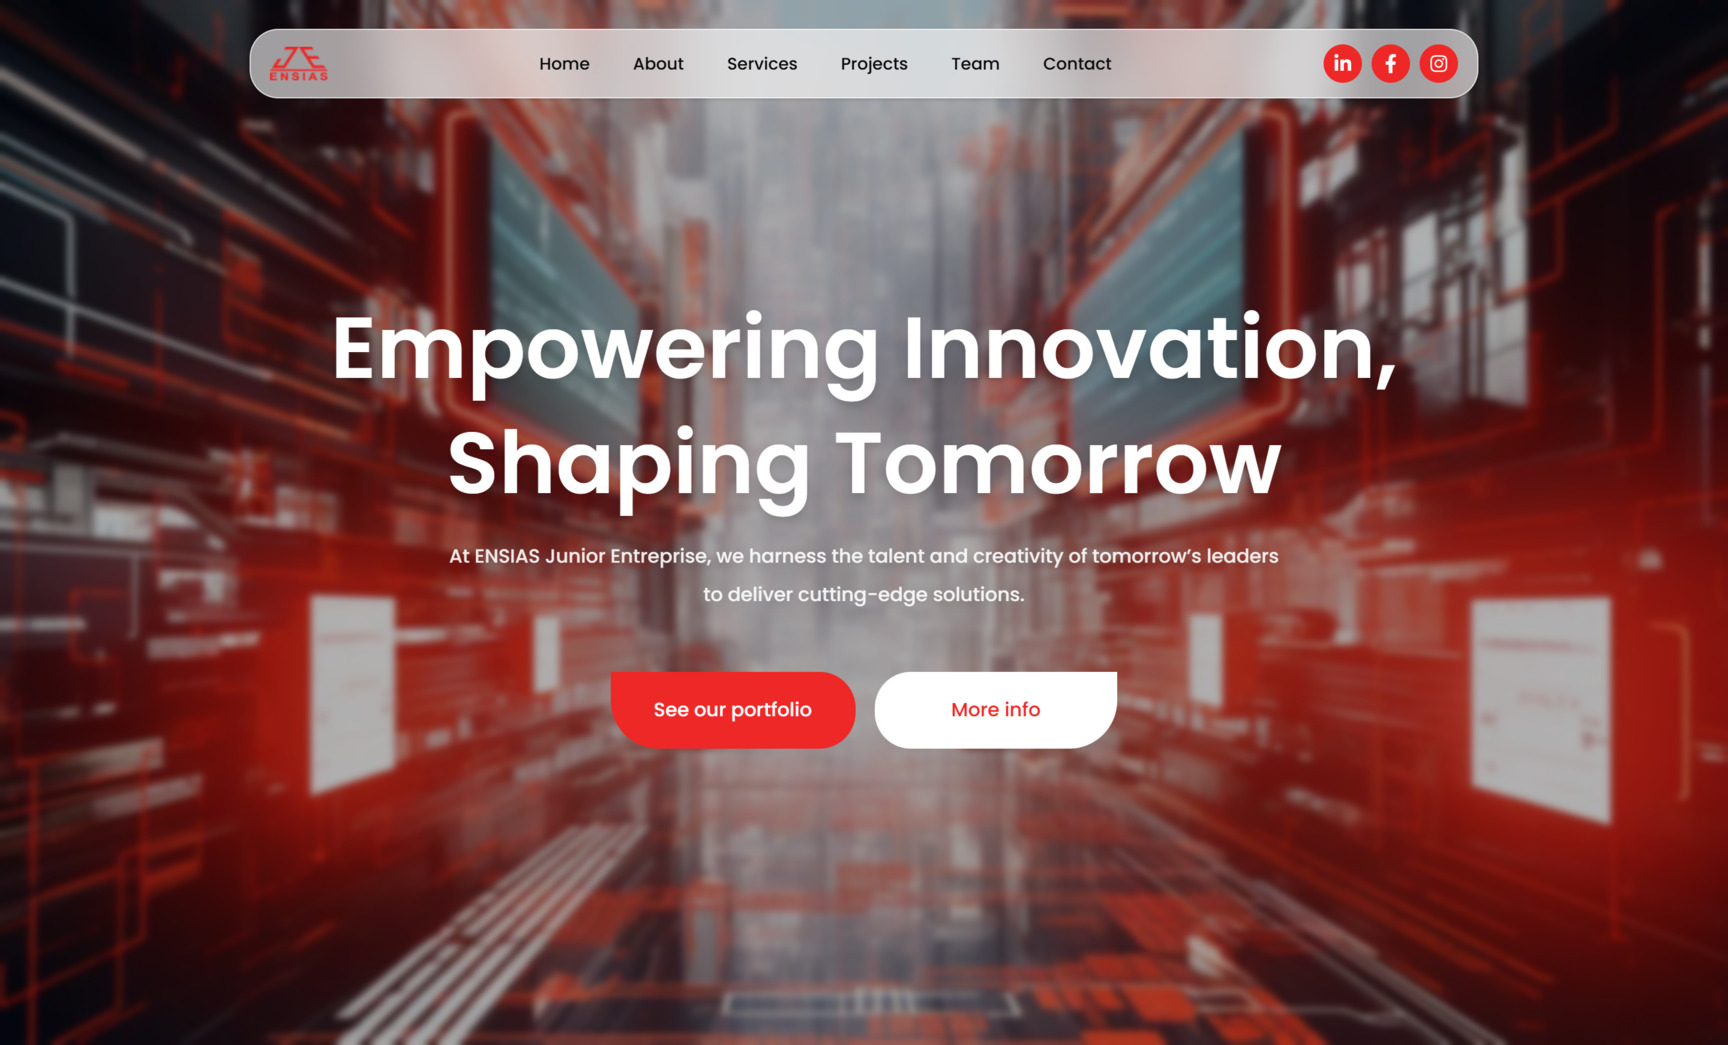 JE
ENSIAS
Home About Services Projects Team Contact
in f
Empowering Innovation,
Shaping Tomorrow
At ENSIAS Junior Entreprise, we harness the talent and creativity of tomorrow's leaders
to deliver cutting-edge solutions.
See our portfolio More info